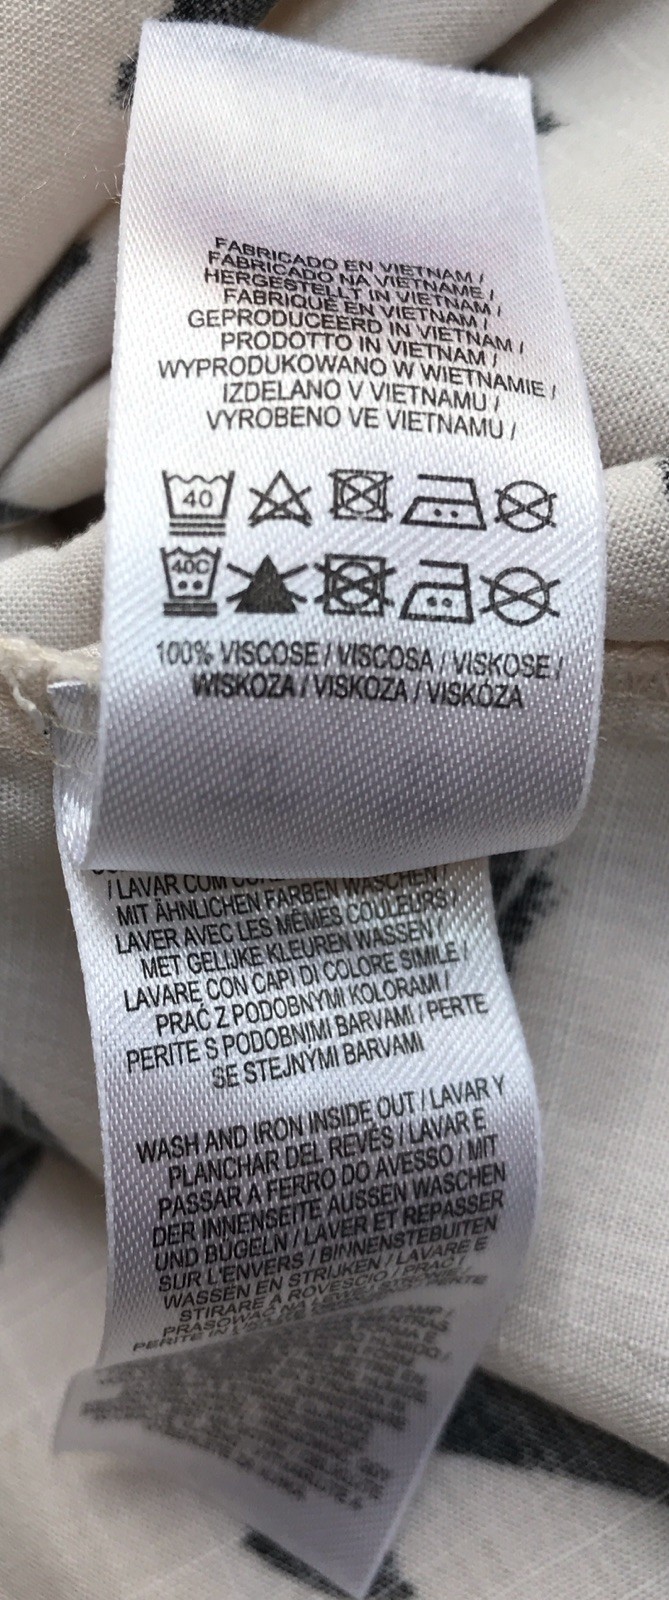 FABRICADO EN VIETNAM /
FABRICADO NA VIETNAME /
HERGESTELLT IN VIETNAM /
FABRIQUÉ EN VIETNAM /
GEPRODUCEERD IN VIETNAM /
PRODOTTO IN VIETNAM /
WYPRODUKOWANO W WIETNAMIE /
IZDELANO V VIETNAMU /
VYROBENO VE VIETNAMU /
40
40C
100% VISCOSE / VISCOSA / VISKOSE /
WISKOZA / VISKOZA / VISKÓZA
/ LAVAR COM
MIT ÄHNLICHEN FARBEN WASCHEN /
LAVER AVEC LES MÊMES COULEURS /
MET GELIJKE KLEUREN WASSEN /
LAVARE CON CAPI DI COLORE SIMILE /
PRAĆ Z PODOBNYMI KOLORAMI /
PERITE S PODOBNIMI BARVAMI / PERTE
SE STEJNÝMI BARVAMI
WASH AND IRON INSIDE OUT / LAVAR Y
PLANCHAR DEL REVÉS / LAVAR E
PASSAR A FERRO DO AVESSO / MIT
DER INNENSEITE AUSSEN WASCHEN
UND BÜGELN / LAVER ET REPASSER
SUR L'ENVERS / BINNENSTEBUITEN
WASSEN EN STRIJKEN / LAVARE E
STIRARE A ROVESCIO / PRAĆ I
PRASOWAĆ NA
PERITE IN